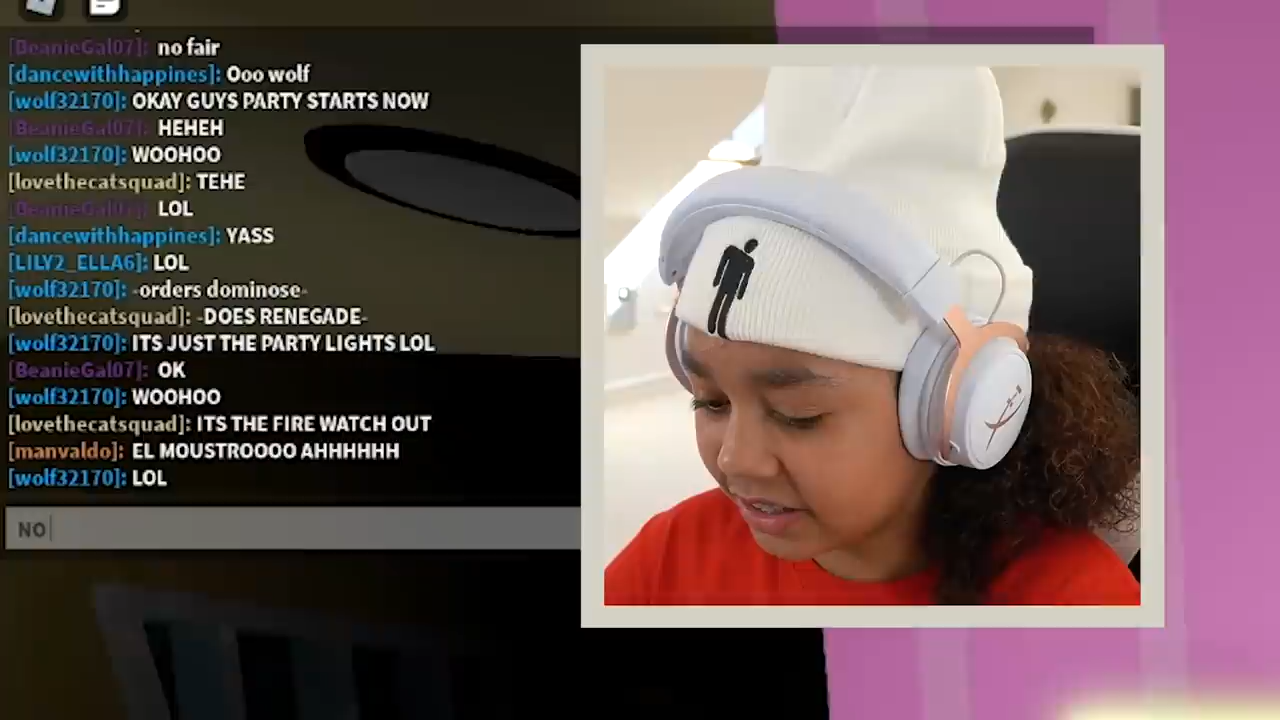 [BeanieGal07]: no fair
[dancewithhappines]: Ooo wolf
[wolf32170]: OKAY GUYS PARTY STARTS NOW
[BeanieGal07]: HEHEH
[wolf32170]: WOOHOO
[lovethecatsquad]: TEHE
[BeanieGal07]: LOL
[dancewithhappines]: YASS
[LILY2_ELLA6]: LOL
[wolf32170]: -orders dominose-
[lovethecatsquad]: -DOES RENEGADE-
[wolf32170]: ITS JUST THE PARTY LIGHTS LOL
[BeanieGal07]: OK
[wolf32170]: WOOHOO
[lovethecatsquad]: ITS THE FIRE WATCH OUT
[manvaldo]: EL MOUSTROOOO AHHHHHH
[wolf32170]: LOL
NO